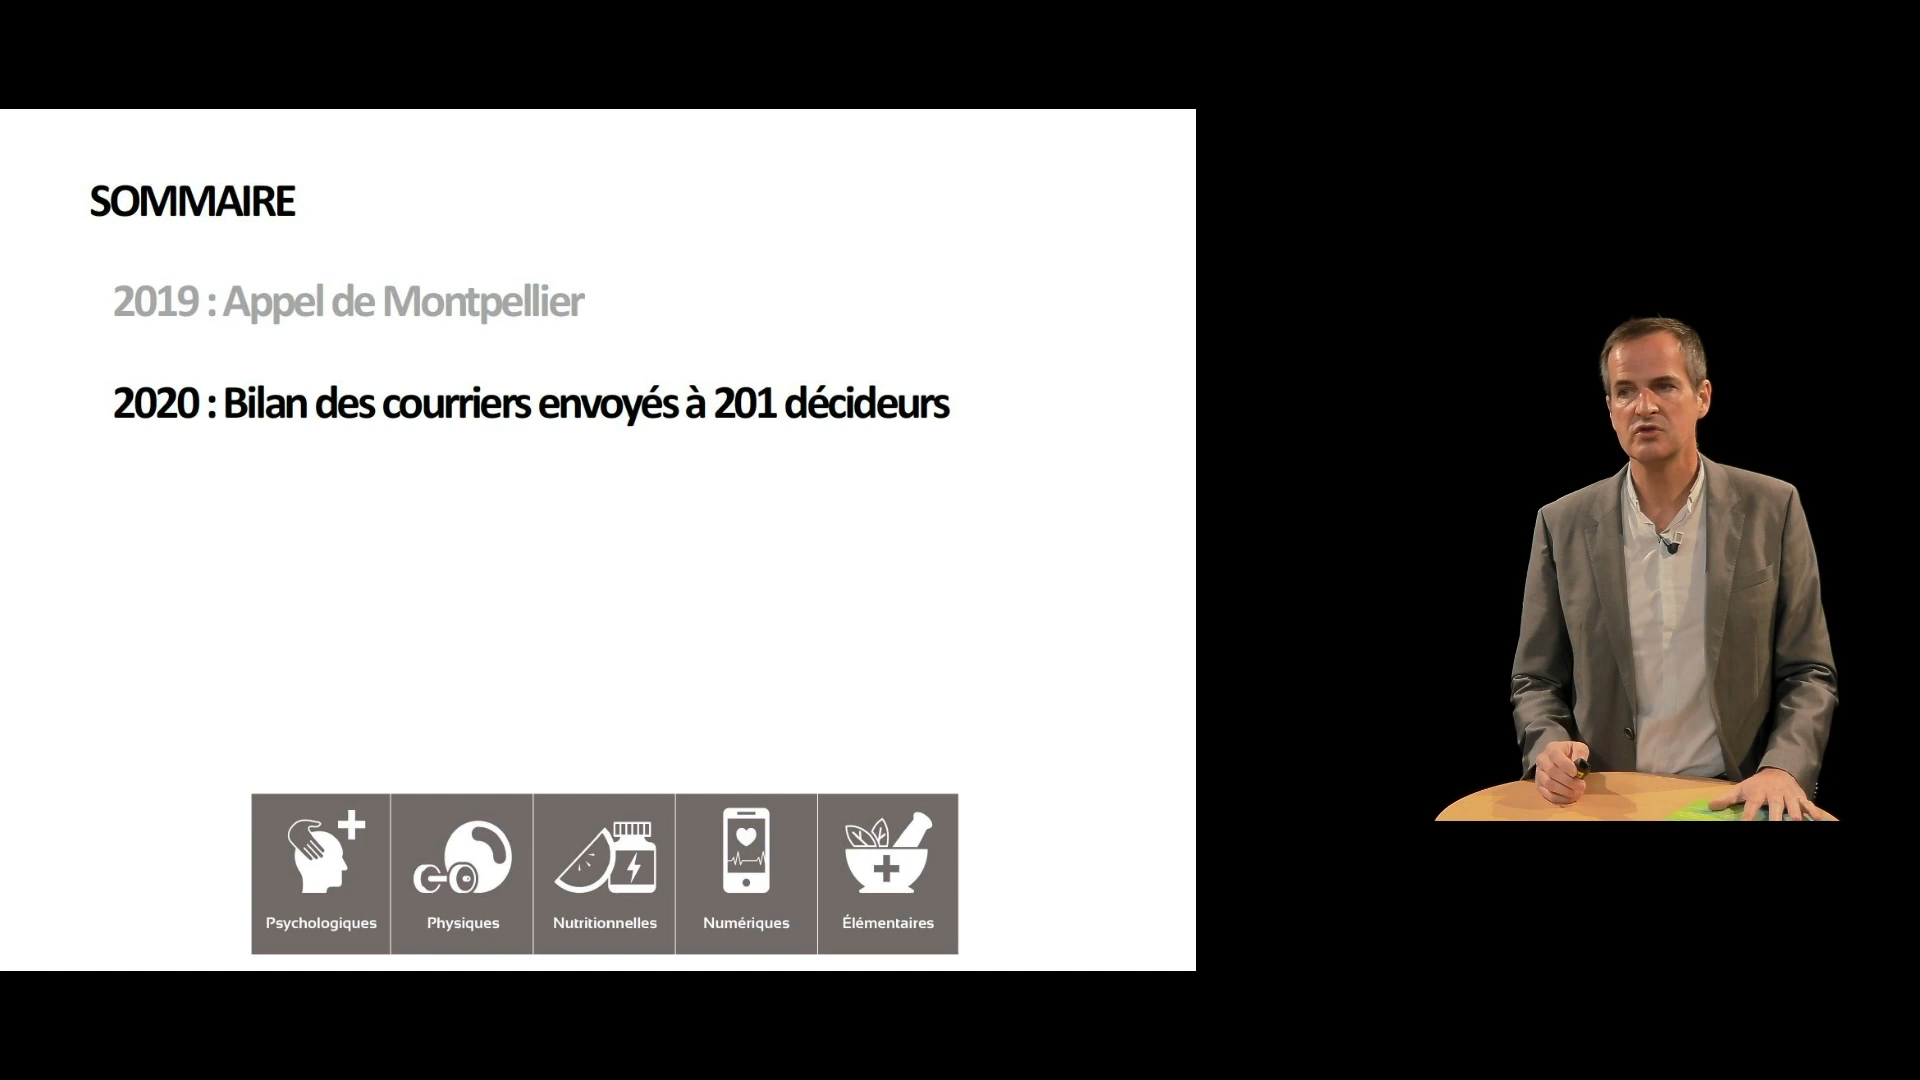 SOMMAIRE
2019 : Appel de Montpellier
2020 : Bilan des courriers envoyés à 201 décideurs
Psychologiques
Physiques
Nutritionnelles
Numériques
Élémentaires